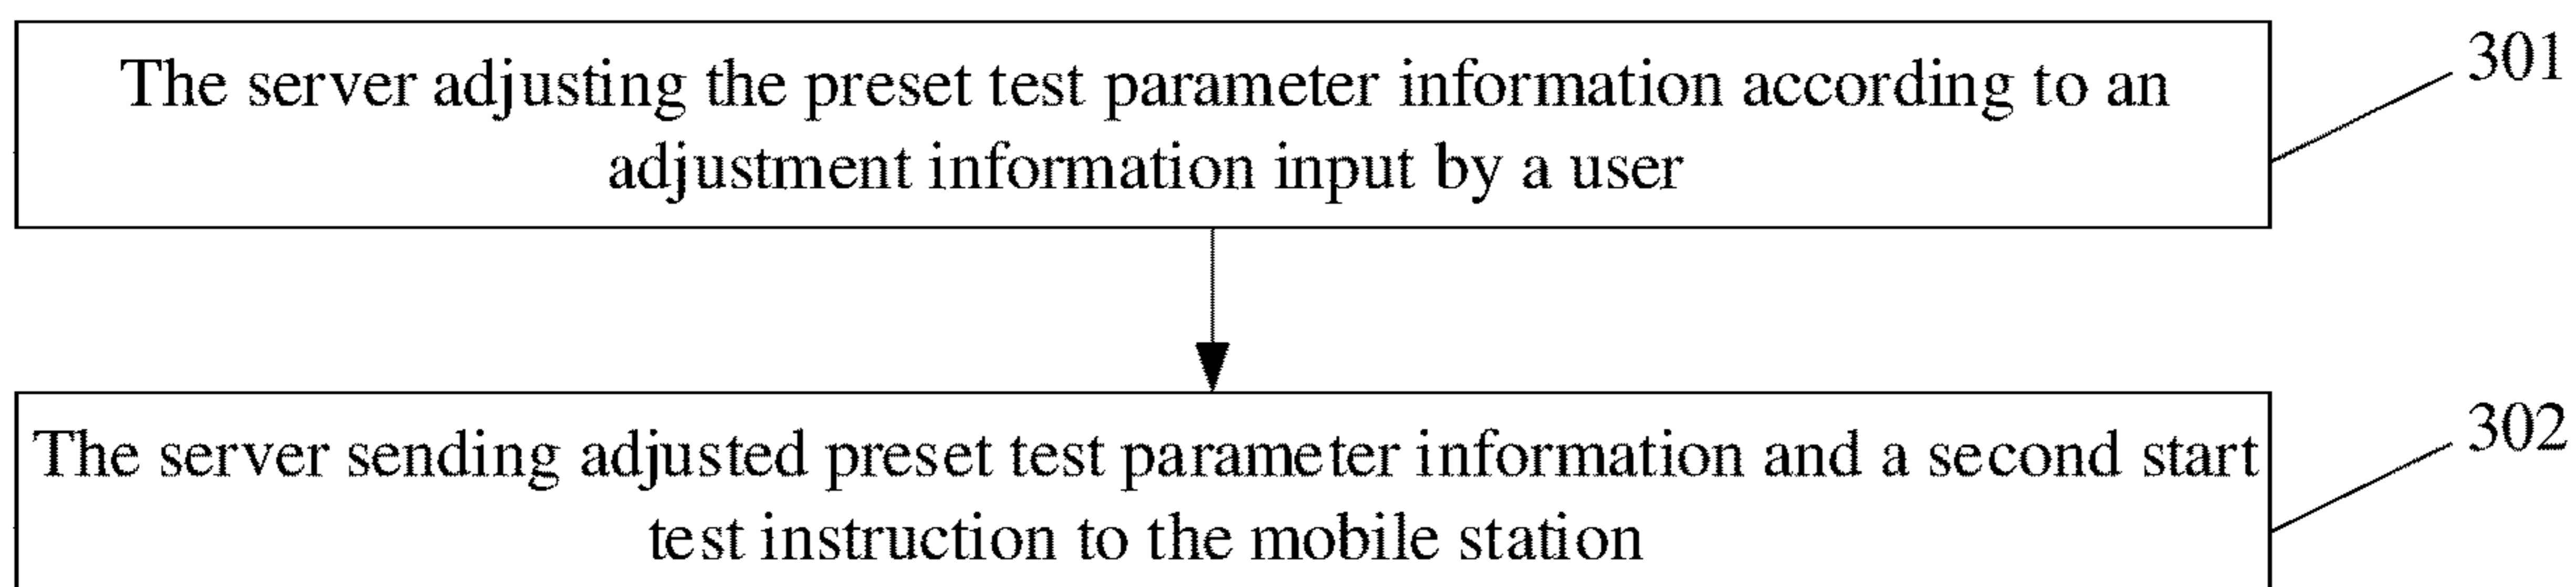 The server adjusting the preset test parameter information according to an
adjustment information input by a user
301
The server sending adjusted preset test parameter information and a second start
test instruction to the mobile station
302